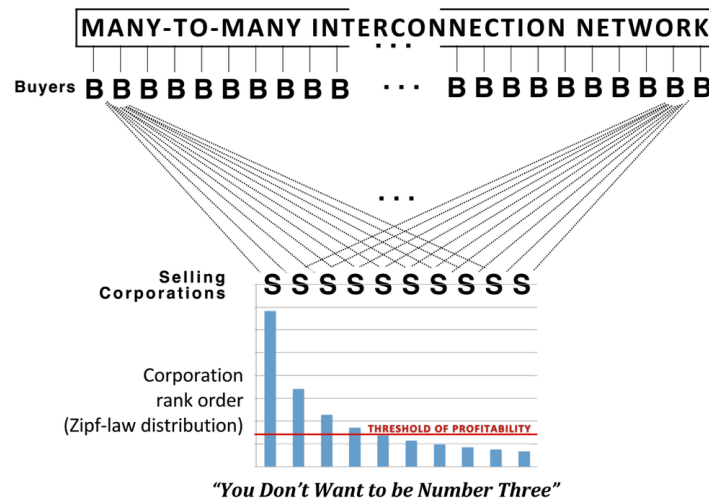 MANY-TO-MANY INTERCONNECTION NETWORK
...
Buyers B B B B B B B B B B ... B B B B B B B B B B
...
Selling
Corporations
S S S S S S S S S S
Corporation
rank order
(Zipf-law distribution)
THRESHOLD OF PROFITABILITY
“You Don’t Want to be Number Three”